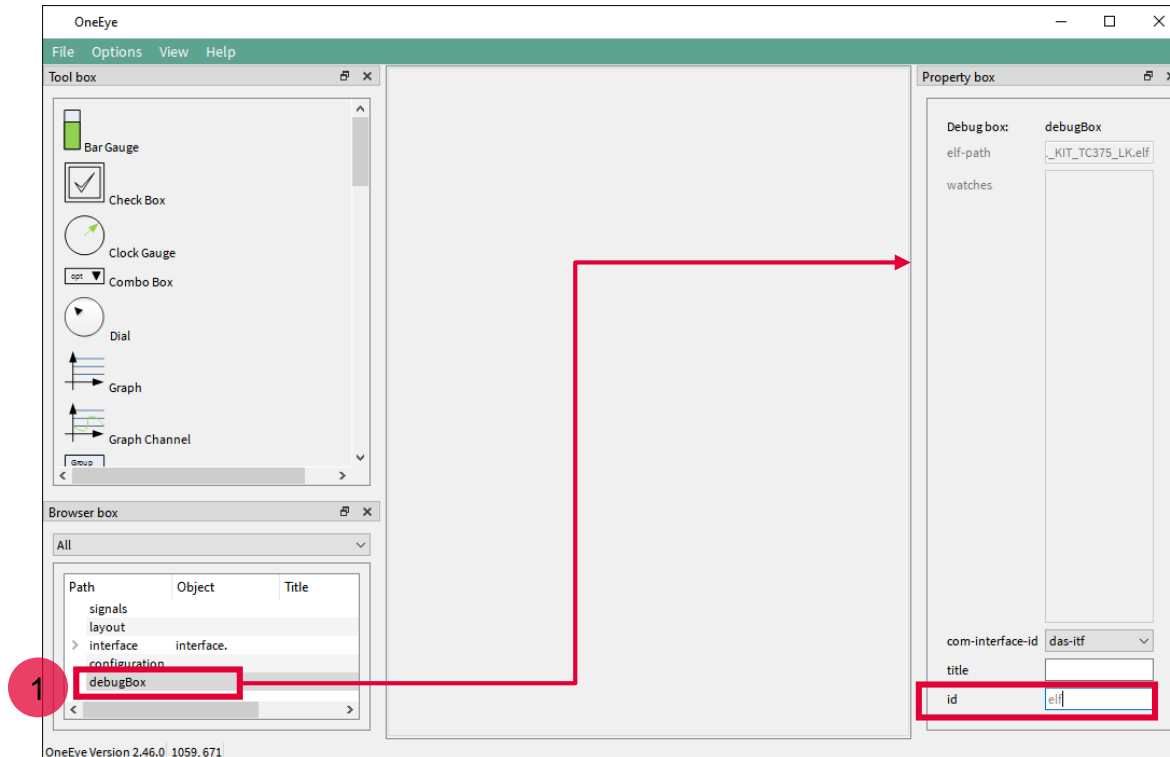 OneEye
File Options View Help
Tool box
Bar Gauge
Check Box
Clock Gauge
opt
Combo Box
Dial
Graph
Graph Channel
Group
Browser box
All
Path Object Title
signals
layout
interface interface.
configuration
debugBox
1
OneEye Version 2.46.0 1059, 671
Property box
Debug box: debugBox
elf-path ._KIT_TC375_LK.elf
watches
com-interface-id das-itf
title
id elf